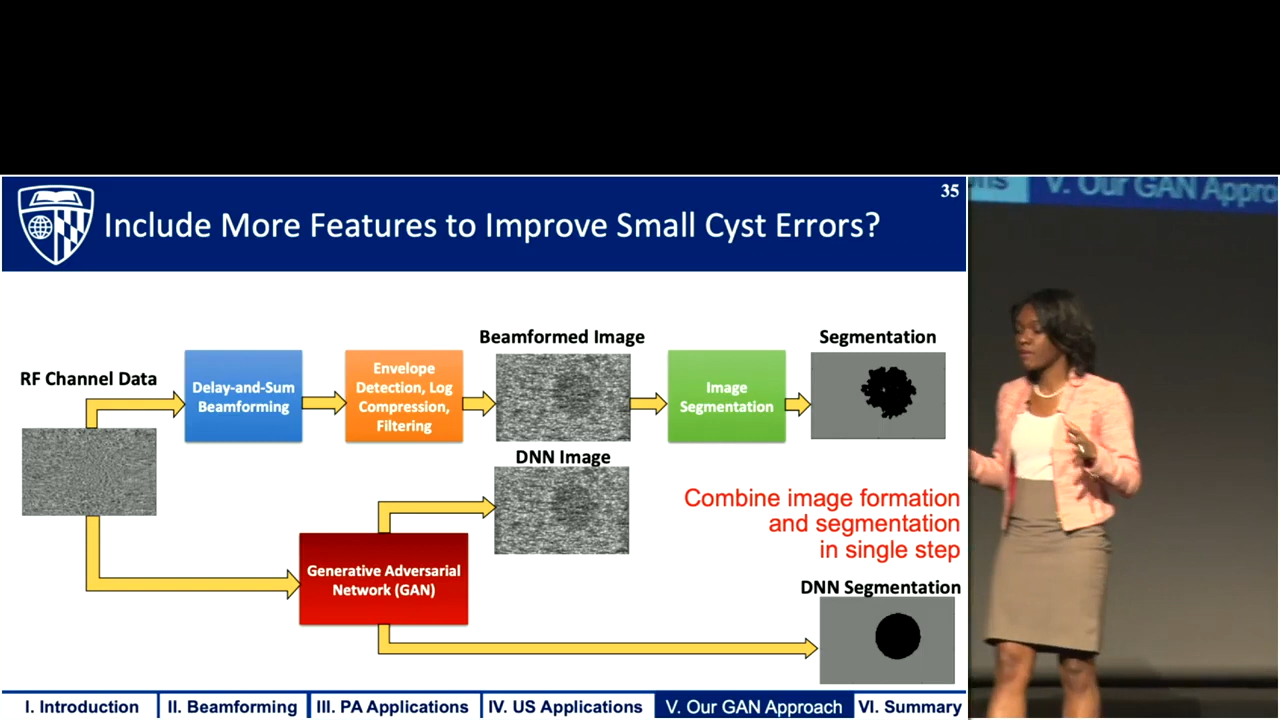 35
Include More Features to Improve Small Cyst Errors?
RF Channel Data
Delay-and-Sum
Beamforming
Envelope
Detection, Log
Compression,
Filtering
Beamformed Image
Image
Segmentation
Segmentation
DNN Image
Combine image formation
and segmentation
in single step
Generative Adversarial
Network (GAN)
DNN Segmentation
I. Introduction
II. Beamforming
III. PA Applications
IV. US Applications
V. Our GAN Approach
VI. Summary
V. Our GAN Appro